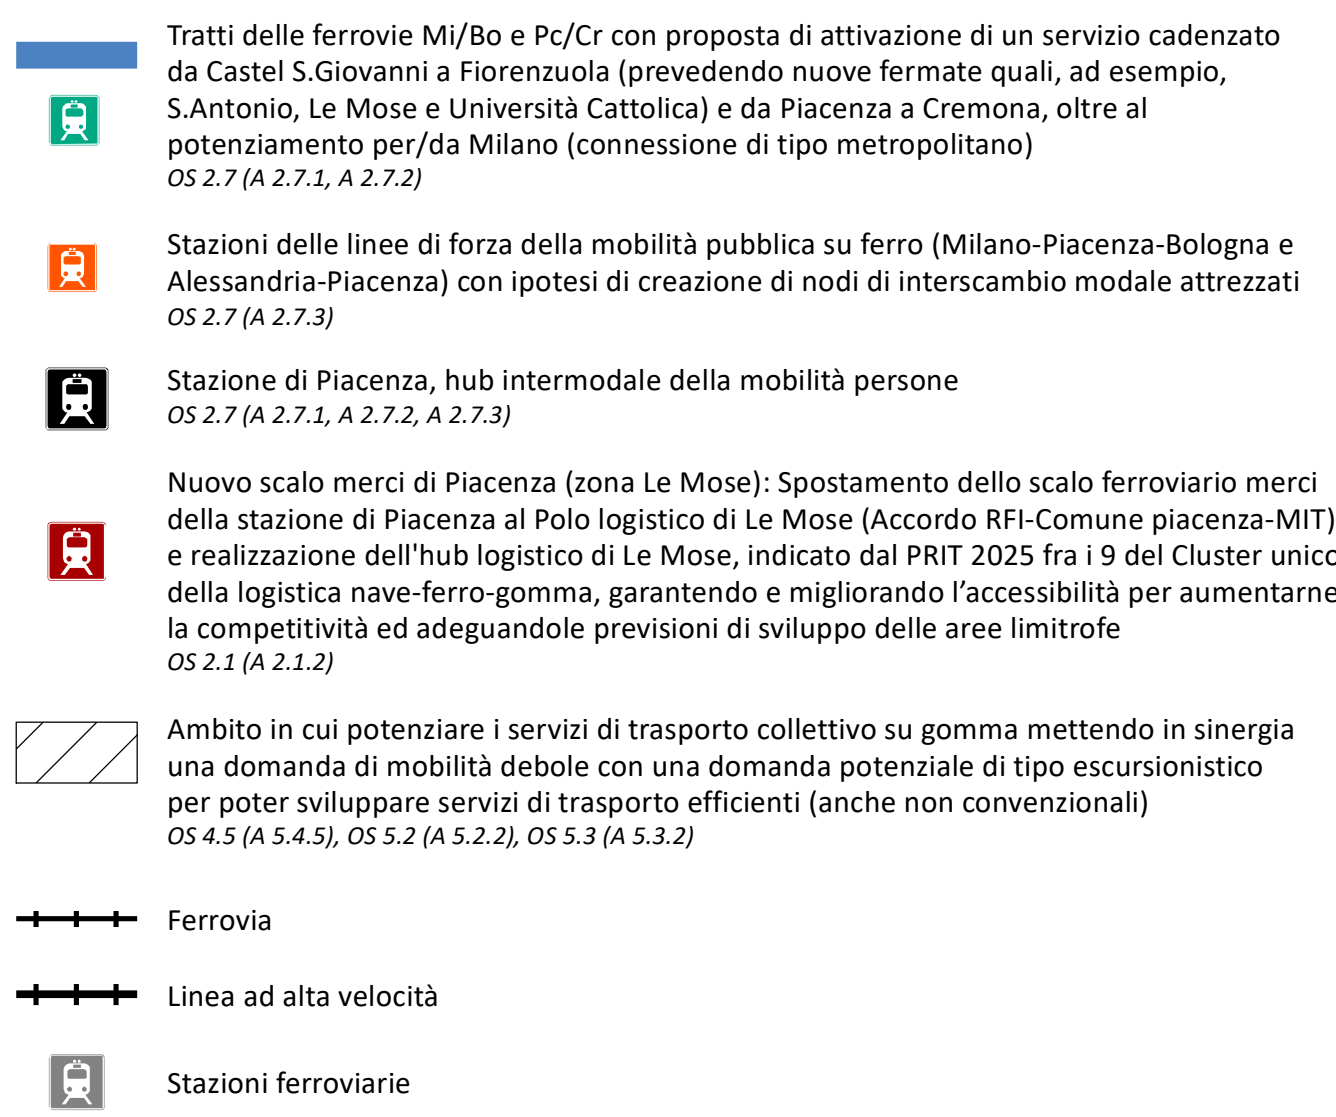 Tratti delle ferrovie Mi/Bo e Pc/Cr con proposta di attivazione di un servizio cadenzato
da Castel S.Giovanni a Fiorenzuola (prevedendo nuove fermate quali, ad esempio,
S.Antonio, Le Mose e Università Cattolica) e da Piacenza a Cremona, oltre al
potenziamento per/da Milano (connessione di tipo metropolitano)
OS 2.7 (A 2.7.1, A 2.7.2)
Stazioni delle linee di forza della mobilità pubblica su ferro (Milano-Piacenza-Bologna e
Alessandria-Piacenza) con ipotesi di creazione di nodi di interscambio modale attrezzati
OS 2.7 (A 2.7.3)
Stazione di Piacenza, hub intermodale della mobilità persone
OS 2.7 (A 2.7.1, A 2.7.2, A 2.7.3)
Nuovo scalo merci di Piacenza (zona Le Mose): Spostamento dello scalo ferroviario merci
della stazione di Piacenza al Polo logistico di Le Mose (Accordo RFI-Comune piacenza-MIT)
e realizzazione dell'hub logistico di Le Mose, indicato dal PRIT 2025 fra i 9 del Cluster unico
della logistica nave-ferro-gomma, garantendo e migliorando l’accessibilità per aumentarne
la competitività ed adeguandole previsioni di sviluppo delle aree limitrofe
OS 2.1 (A 2.1.2)
Ambito in cui potenziare i servizi di trasporto collettivo su gomma mettendo in sinergia
una domanda di mobilità debole con una domanda potenziale di tipo escursionistico
per poter sviluppare servizi di trasporto efficienti (anche non convenzionali)
OS 4.5 (A 5.4.5), OS 5.2 (A 5.2.2), OS 5.3 (A 5.3.2)
Ferrovia
Linea ad alta velocità
Stazioni ferroviarie